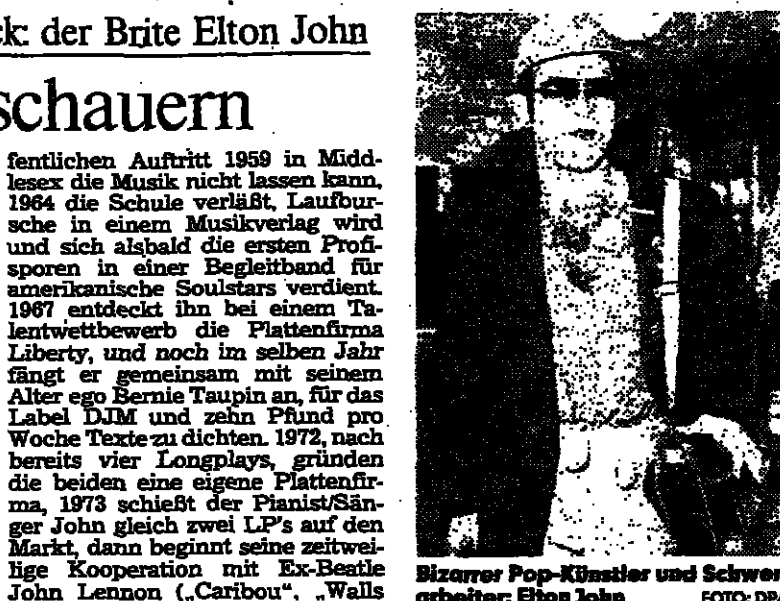 ck: der Brite Elton John
schauern
fentlichen Auftritt 1959 in Midd-
lesex die Musik nicht lassen kann,
1964 die Schule verläßt, Laufbur-
sche in einem Musikverlag wird
und sich alsbald die ersten Profi-
sporen in einer Begleitband für
amerikanische Soulstars verdient.
1967 entdeckt ihn bei einem Ta-
lentwettbewerb die Plattenfirma
Liberty, und noch im selben Jahr
fängt er gemeinsam mit seinem
Alter ego Bernie Taupin an, für das
Label DJM und zehn Pfund pro
Woche Texte zu dichten. 1972, nach
bereits vier Longplays, gründen
die beiden eine eigene Plattenfir-
ma, 1973 schießt der Pianist/Sän-
ger John gleich zwei LP's auf den
Markt, dann beginnt seine zeitwei-
lige Kooperation mit Ex-Beatle
John Lennon („Caribou“, „Walls
Bizarrer Pop-Künstler und Schwer
arbeiter: Elton John FOTO: DP